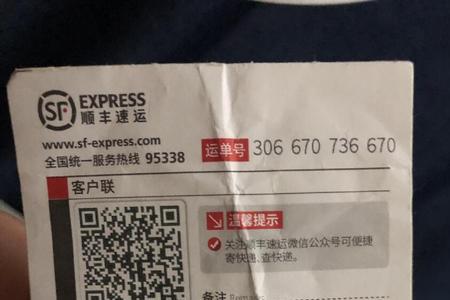 SF EXPRESS
顺丰速运
www.sf-express.com
全国统一服务热线 95338
运单号 306 670 736 670
客户联
温馨提示
关注顺丰速运微信公众号可便捷
寄快递、查快递。
备注